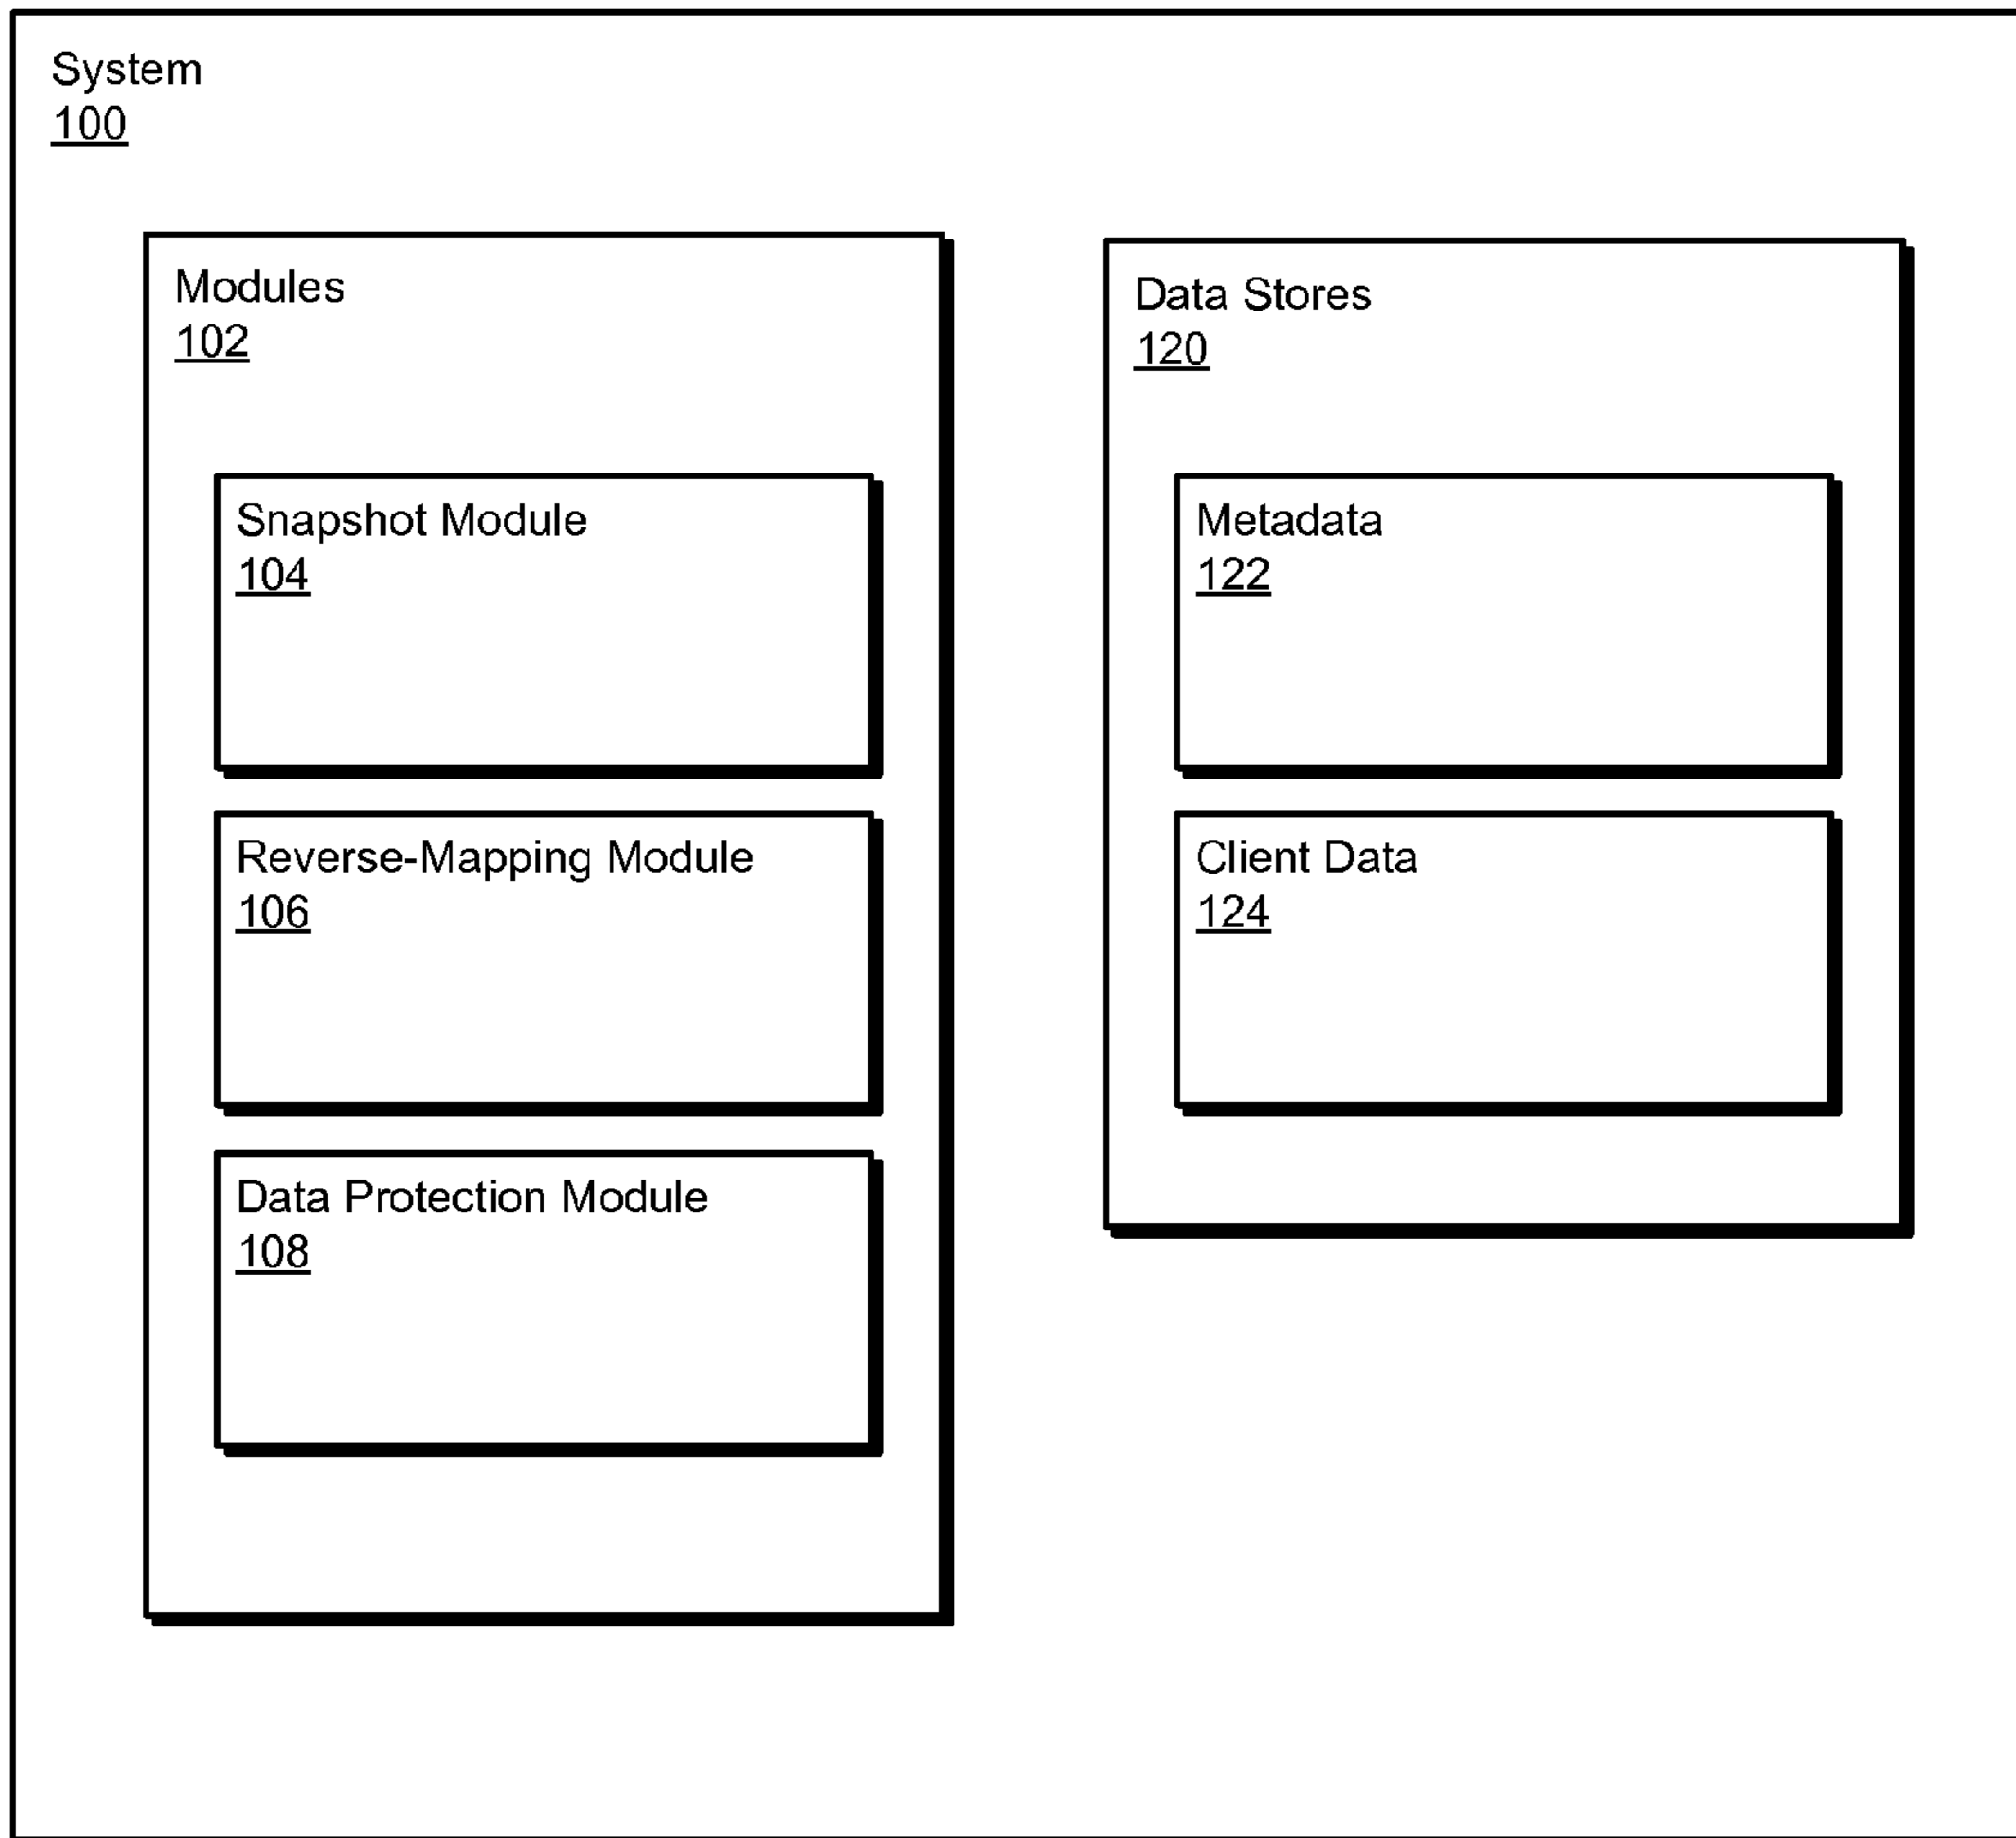 System
100
Modules
102
Snapshot Module
104
Reverse-Mapping Module
106
Data Protection Module
108
Data Stores
120
Metadata
122
Client Data
124